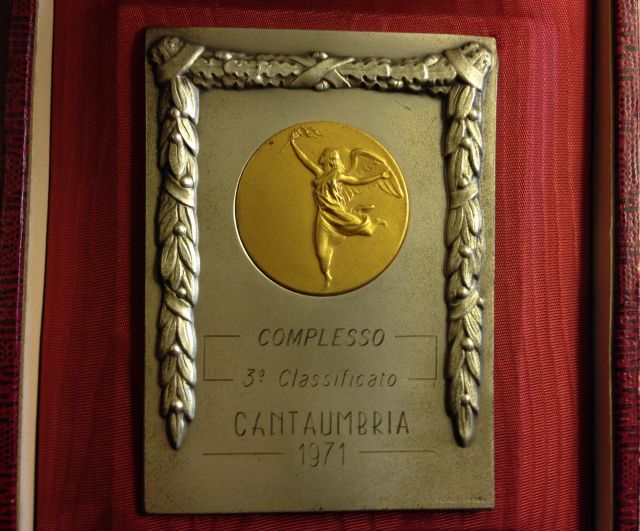 COMPLESSO
3º Classificato
CANTAUMBRIA
1971